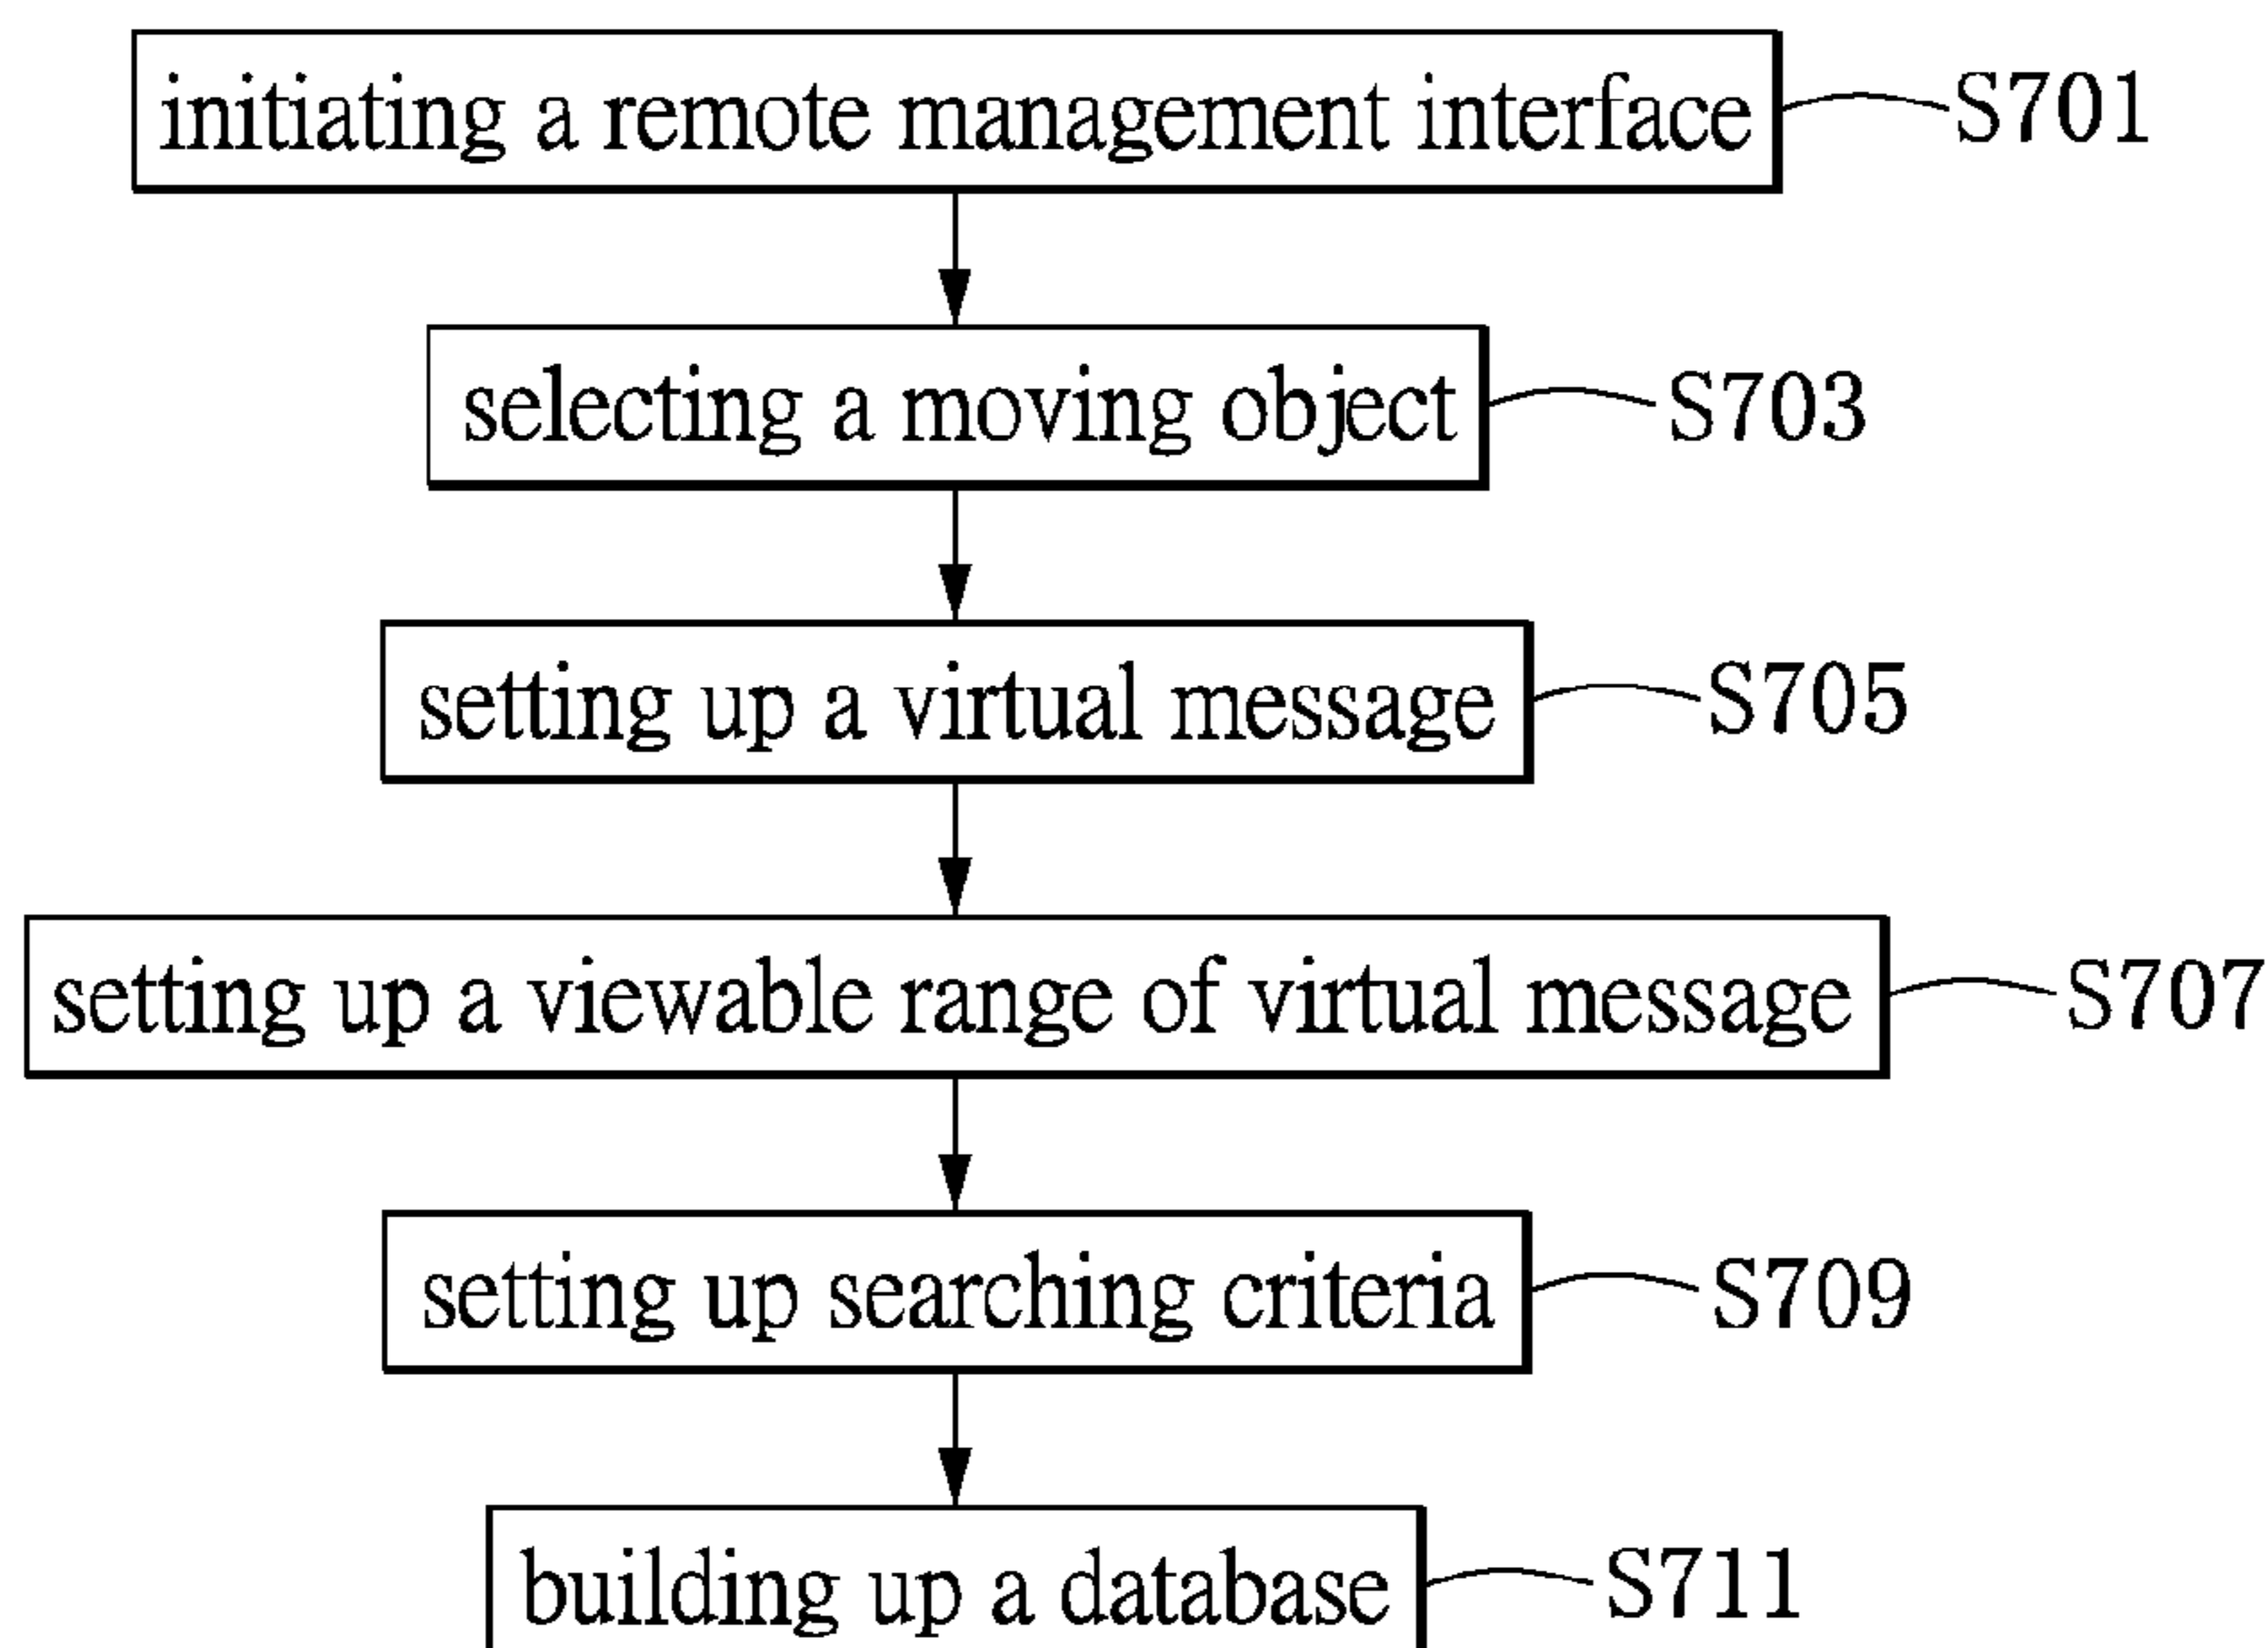 initiating a remote management interface S701
selecting a moving object S703
setting up a virtual message S705
setting up a viewable range of virtual message S707
setting up searching criteria S709
building up a database S711